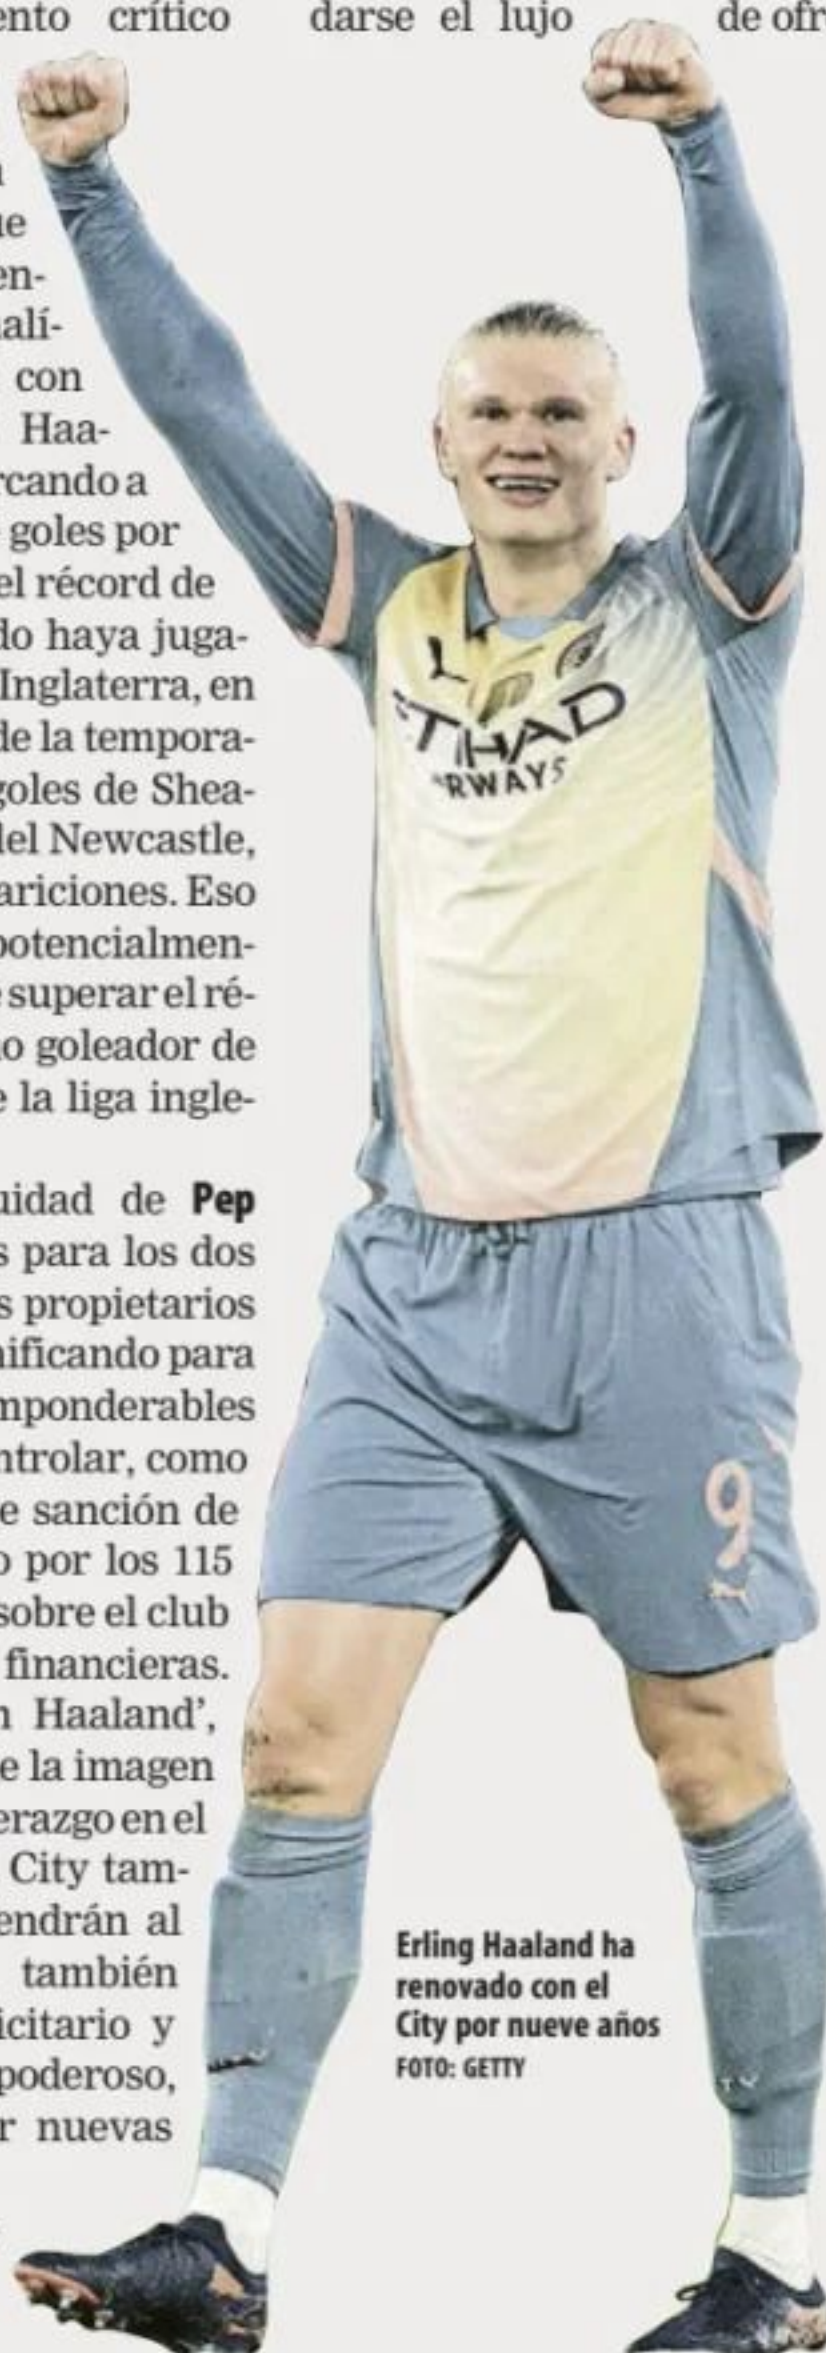 ento crítico
darse el lujo
de ofr
ue
en-
alí-
con
Haa-
rcando a
goles por
el récord de
do haya juga-
Inglaterra, en
de la tempora-
goles de Shea-
del Newcastle,
ariciones. Eso
potencialmen-
e superar el ré-
o goleador de
e la liga ingle-
uidad de Pep
s para los dos
s propietarios
nificando para
mponderables
ntrolar, como
e sanción de
o por los 115
sobre el club
financieras.
n Haaland’,
e la imagen
erazgo en el
City tam-
endrán al
también
icitario y
poderoso,
r nuevas
ETIHAD
AIRWAYS
9
Erling Haaland ha
renovado con el
City por nueve años
FOTO: GETTY